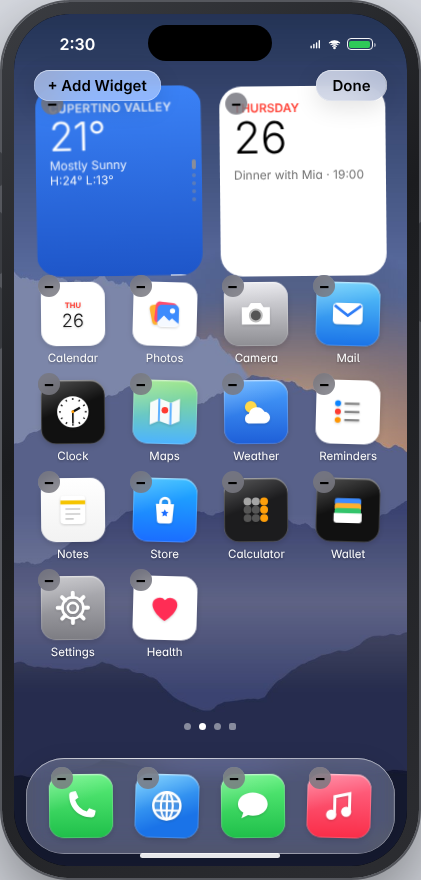 2:30
+ Add Widget
Done
UPERTINO VALLEY
21°
Mostly Sunny
H:24° L:13°
HURSDAY
26
Dinner with Mia · 19:00
THU
26
Calendar
Photos
Camera
Mail
Clock
Maps
Weather
Reminders
Notes
Store
Calculator
Wallet
Settings
Health